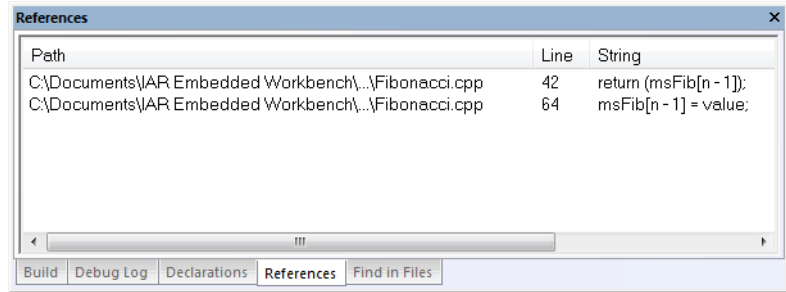 References
Path Line String
C:\Documents\IAR Embedded Workbench\...\Fibonacci.cpp 42 return (msFib[n - 1]);
C:\Documents\IAR Embedded Workbench\...\Fibonacci.cpp 64 msFib[n - 1] = value;
Build Debug Log Declarations References Find in Files